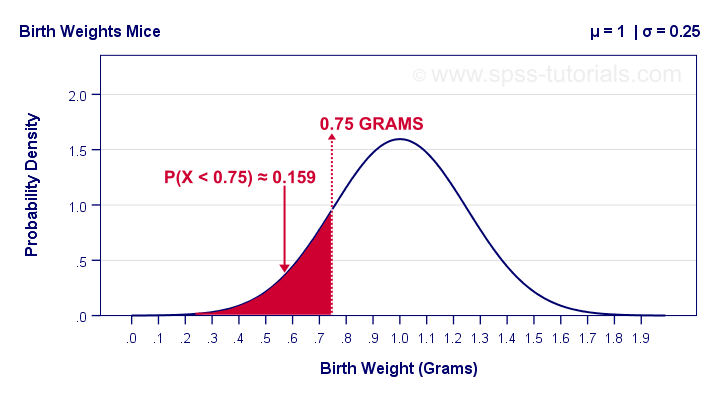 Birth Weights Mice
μ = 1 | σ = 0.25
© www.spss-tutorials.com
2.0
0.75 GRAMS
1.5
P(X < 0.75) ≈ 0.159
1.0
.5
.0
Probability Density
.0 .1 .2 .3 .4 .5 .6 .7 .8 .9 1.0 1.1 1.2 1.3 1.4 1.5 1.6 1.7 1.8 1.9
Birth Weight (Grams)